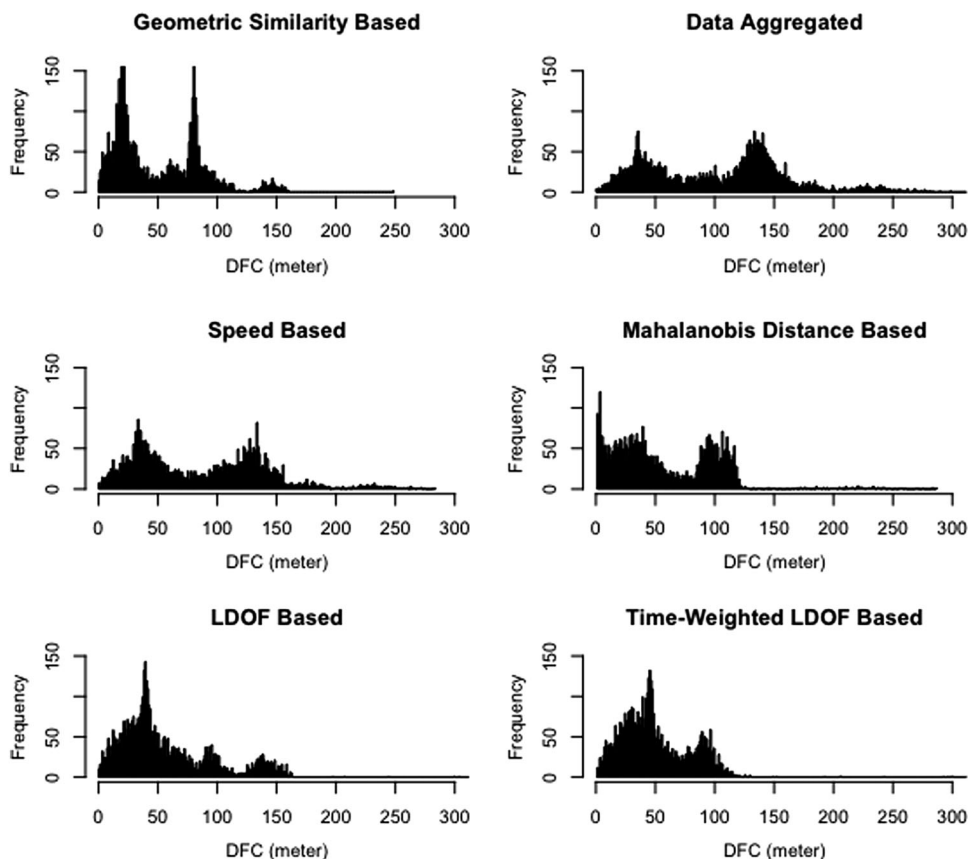 Geometric Similarity Based
Frequency
0
50
150
0 50 100 150 200 250 300
DFC (meter)
Data Aggregated
Frequency
0
50
150
0 50 100 150 200 250 300
DFC (meter)
Speed Based
Frequency
0
50
150
0 50 100 150 200 250 300
DFC (meter)
Mahalanobis Distance Based
Frequency
0
50
150
0 50 100 150 200 250 300
DFC (meter)
LDOF Based
Frequency
0
50
150
0 50 100 150 200 250 300
DFC (meter)
Time-Weighted LDOF Based
Frequency
0
50
150
0 50 100 150 200 250 300
DFC (meter)